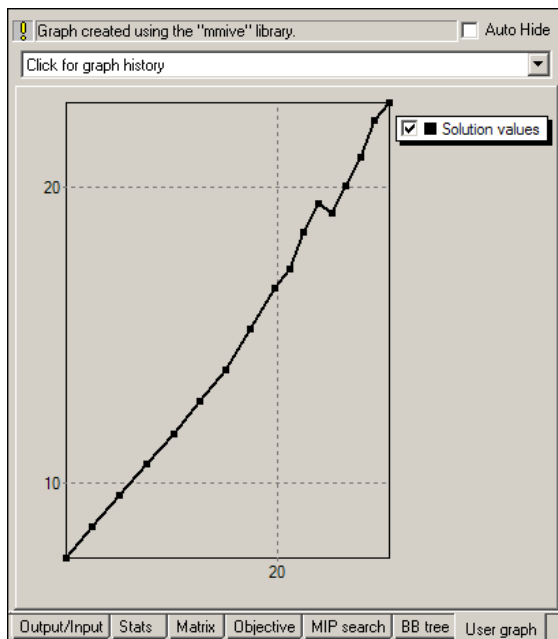 Graph created using the "mmive" library.
Auto Hide
Click for graph history
Solution values
20
10
20
Output/Input Stats Matrix Objective MIP search BB tree User graph